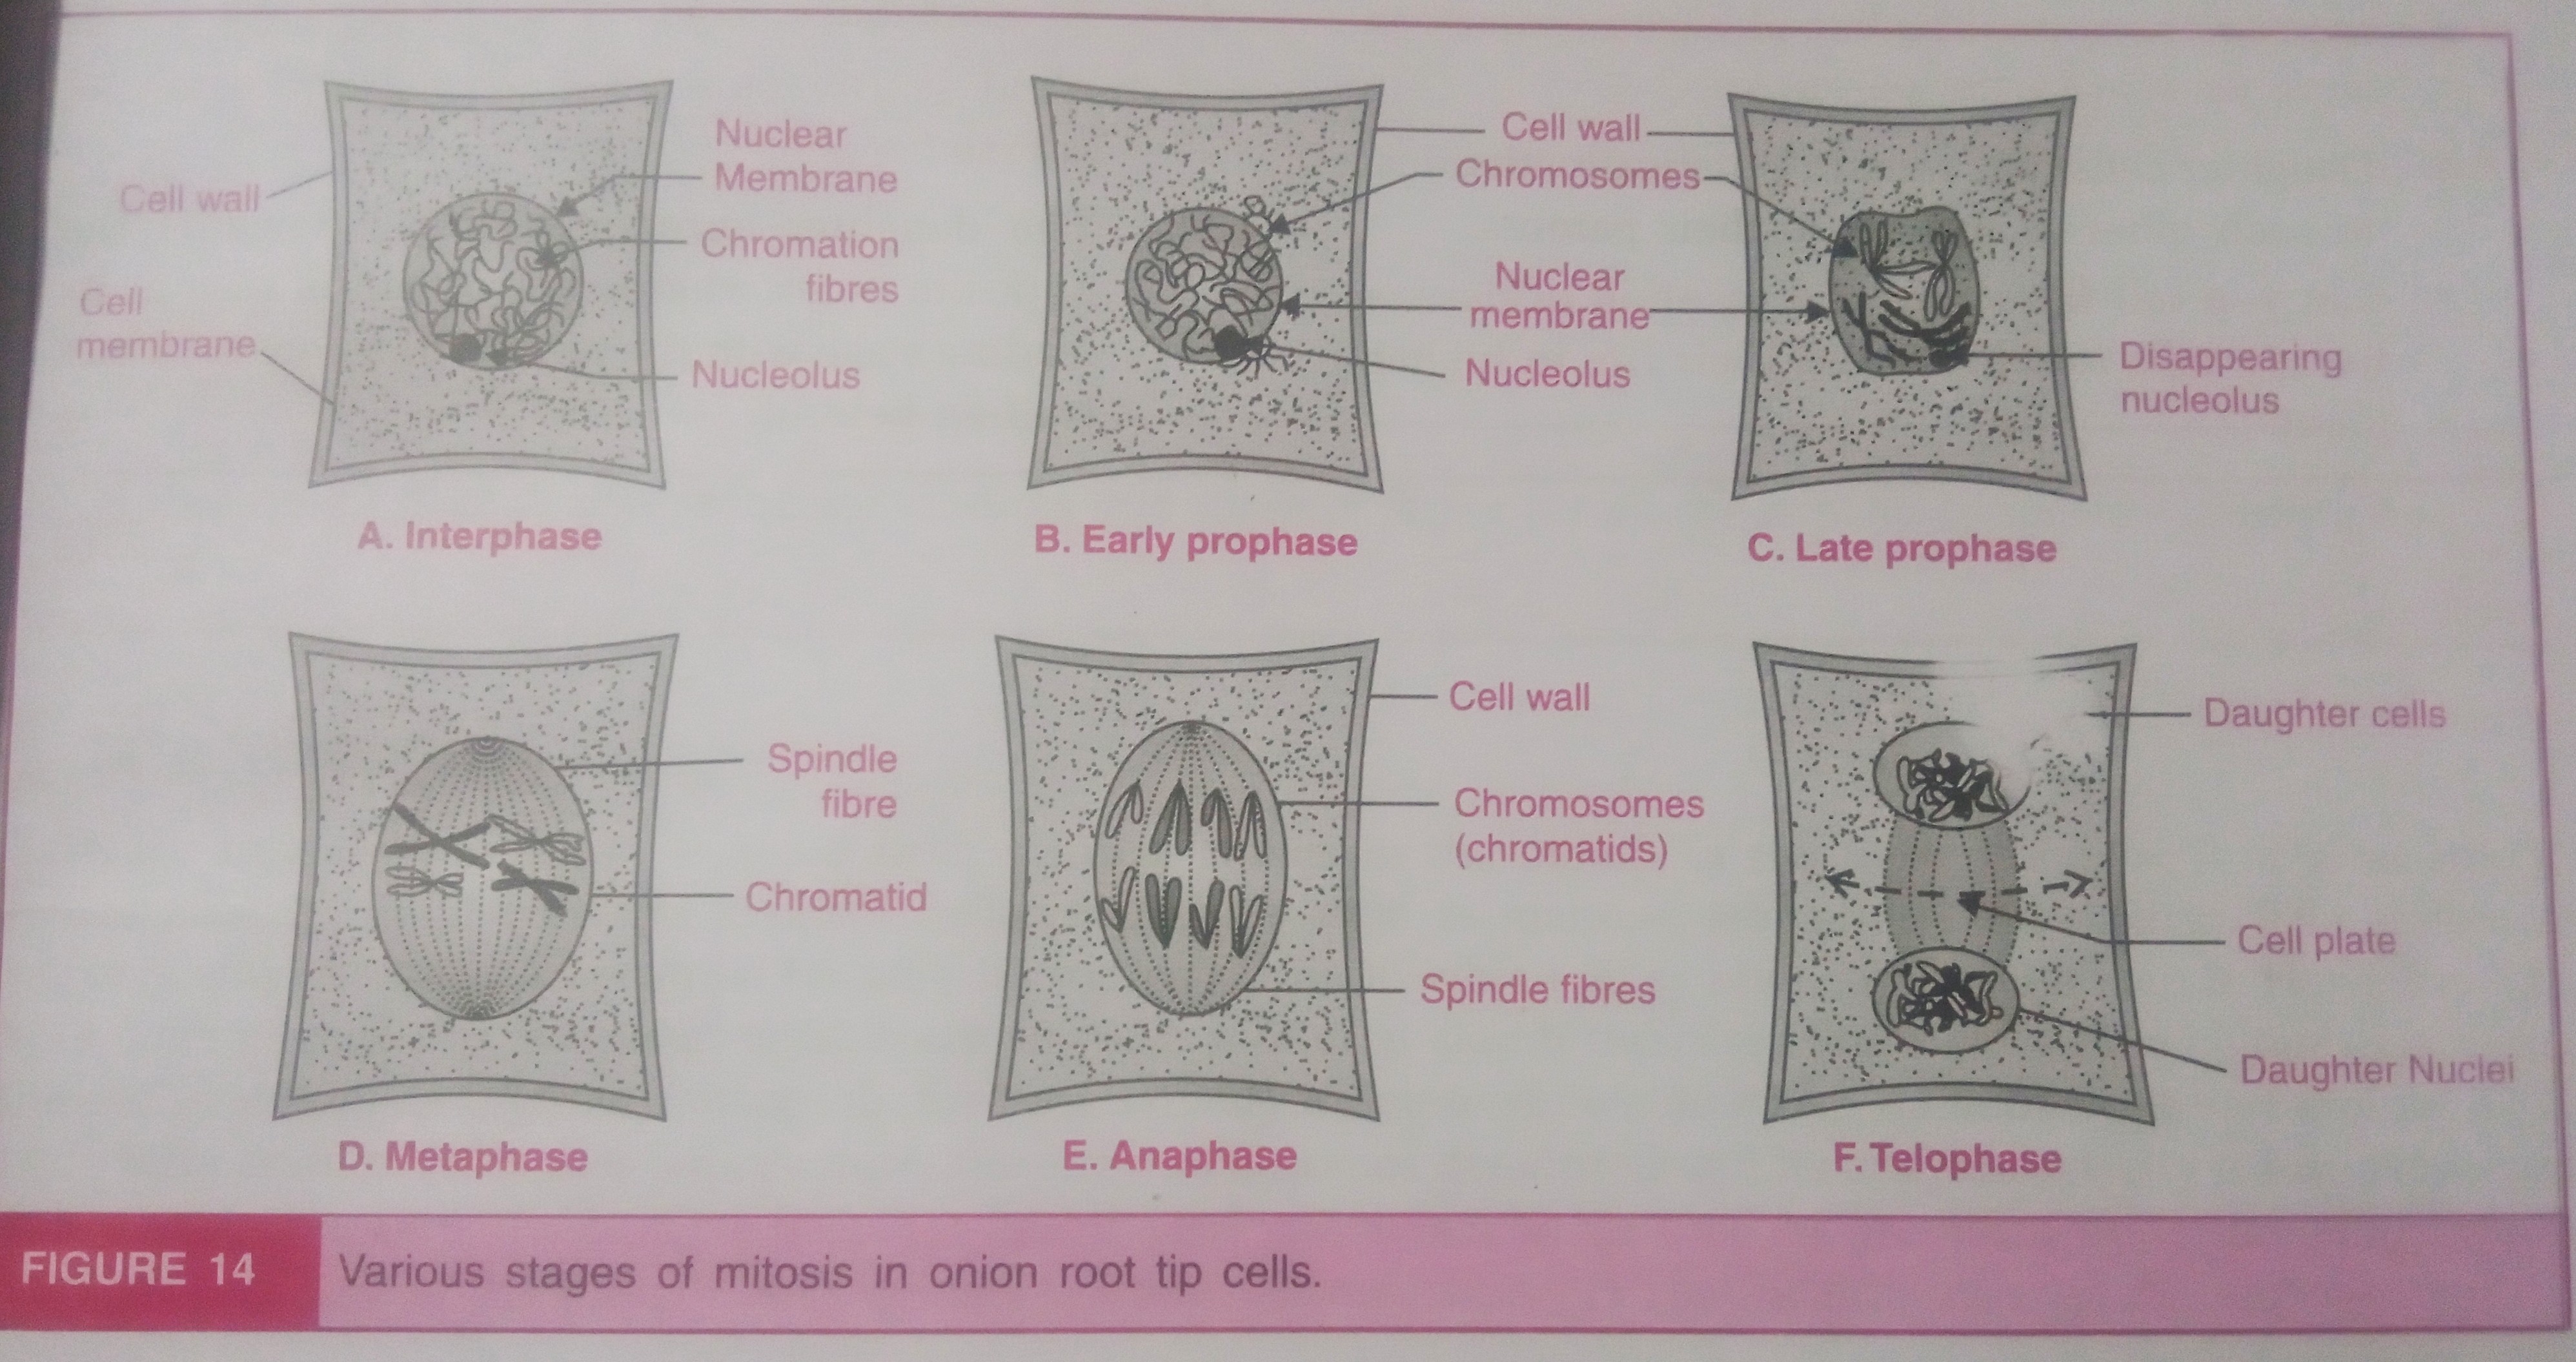 Cell wall
Cell
membrane
Nuclear
Membrane
Chromation
fibres
Nucleolus
A. Interphase
Cell wall
Chromosomes
Nuclear
membrane
Nucleolus
B. Early prophase
Disappearing
nucleolus
C. Late prophase
Spindle
fibre
Chromatid
D. Metaphase
Cell wall
Chromosomes
(chromatids)
Spindle fibres
E. Anaphase
Daughter cells
Cell plate
Daughter Nuclei
F. Telophase
FIGURE 14
Various stages of mitosis in onion root tip cells.